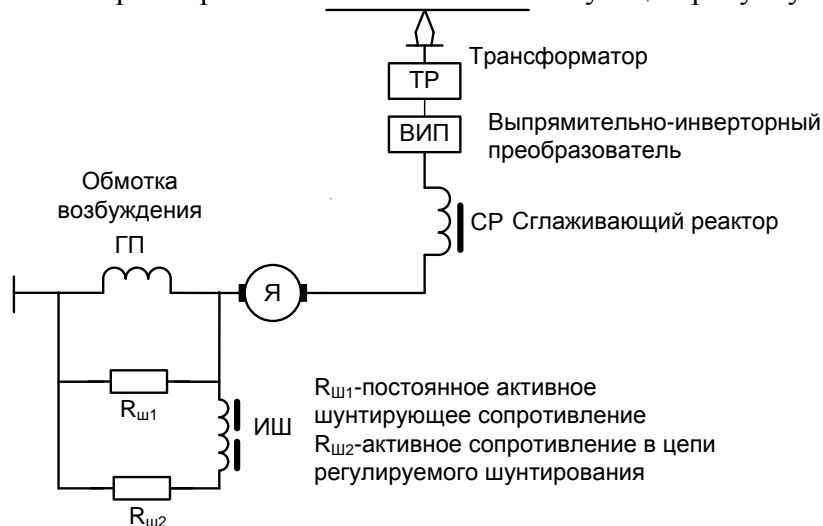 Трансформатор
ТР
ВИП
Выпрямительно-инверторный
преобразователь
Обмотка
возбуждения
ГП
СР Сглаживающий реактор
Я
Rш1
ИШ
RШ1-постоянное активное
шунтирующее сопротивление
RШ2-активное сопротивление в цепи
регулируемого шунтирования
Rш2